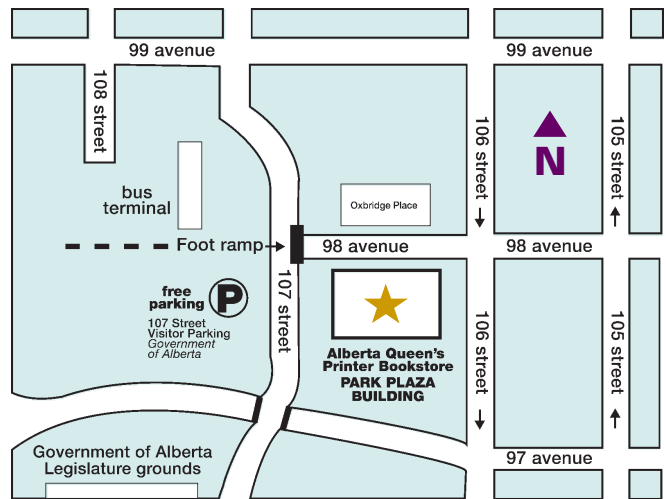 99 avenue
99 avenue
108 street
106 street
105 street
N
bus
terminal
Oxbridge Place
Foot ramp
98 avenue
98 avenue
free
parking
P
107 Street
Visitor Parking
Government
of Alberta
107 street
Alberta Queen's
Printer Bookstore
PARK PLAZA
BUILDING
106 street
105 street
Government of Alberta
Legislature grounds
97 avenue